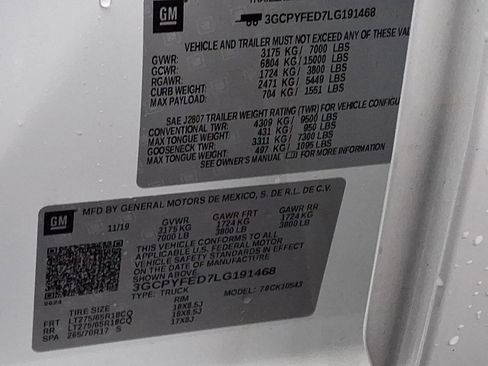 GM
3GCPYFED7LG191468
VEHICLE AND TRAILER MUST NOT EXCEED ANY OF THESE VAL
GVWR: 3175 KG/ 7000 LBS
GCWR: 6804 KG/ 15000 LBS
RGAWR: 1724 KG/ 3800 LBS
CURB WEIGHT: 2471 KG/ 5449 LBS
MAX PAYLOAD: 704 KG/ 1551 LBS
SAE J2807 TRAILER WEIGHT RATING (TWR) FOR VEHICLE CONFIGU
CONVENTIONAL TWR: 4309 KG/ 9500 LBS
MAX TONGUE WEIGHT: 431 KG/ 950 LBS
GOOSENECK TWR: 3311 KG/ 7300 LBS
MAX TONGUE WEIGHT: 497 KG/ 1095 LBS
SEE OWNER'S MANUAL FOR MORE INFORMATION
GM
MFD BY GENERAL MOTORS DE MEXICO, S. DE R.L. DE C.V.
11/19 GVWR GAWR FRT GAWR RR
3175 KG 1724 KG 1724 KG
7000 LB 3800 LB 3800 LB
THIS VEHICLE CONFORMS TO ALL
APPLICABLE U.S. FEDERAL MOTOR
VEHICLE SAFETY STANDARDS IN EFFECT
ON THE DATE OF MANUFACTURE
SHOWN ABOVE
3GCPYFED7LG191468
TYPE: TRUCK MODEL: 78CK10543
TIRE SIZE RIM
FRT LT275/65R18CQ 18X8.5J
RR LT275/65R18CQ 18X8.5J
SPA 265/70R17 S 17X8J